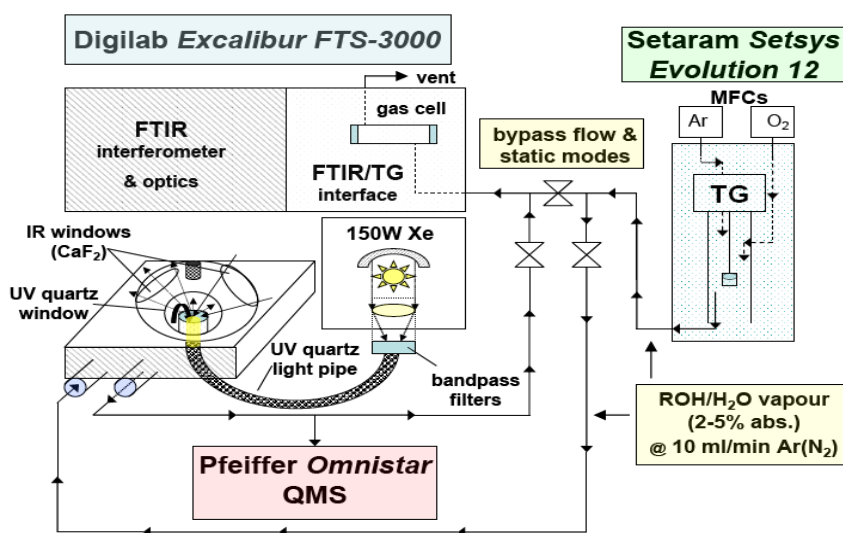 Digilab Excalibur FTS-3000
Setaram Setsys
Evolution 12
MFCs
Ar
O₂
TG
vent
gas cell
FTIR
interferometer
& optics
FTIR/TG
interface
bypass flow &
static modes
IR windows
(CaF₂)
UV quartz
window
150W Xe
UV quartz
light pipe
bandpass
filters
ROH/H₂O vapour
(2-5% abs.)
@ 10 ml/min Ar(N₂)
Pfeiffer Omnistar
QMS